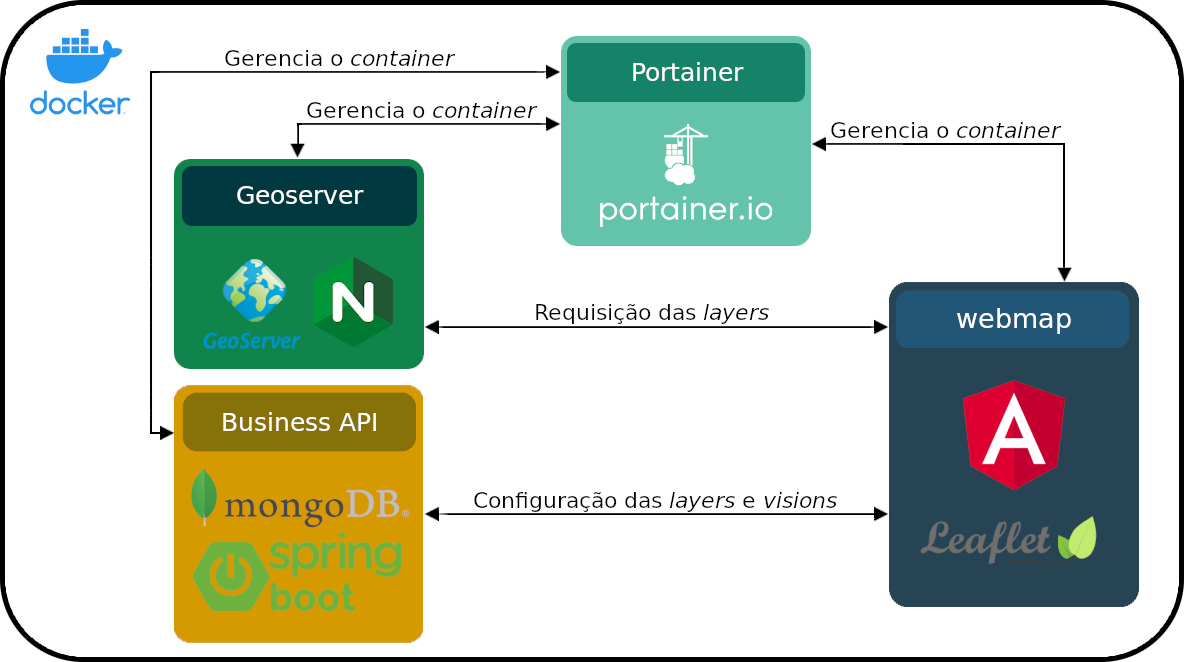 docker
Gerencia o container
Gerencia o container
Portainer
portainer.io
Gerencia o container
Geoserver
GeoServer
N
Requisição das layers
webmap
A
Leaflet
Business API
mongoDB®
spring
boot
Configuração das layers e visions